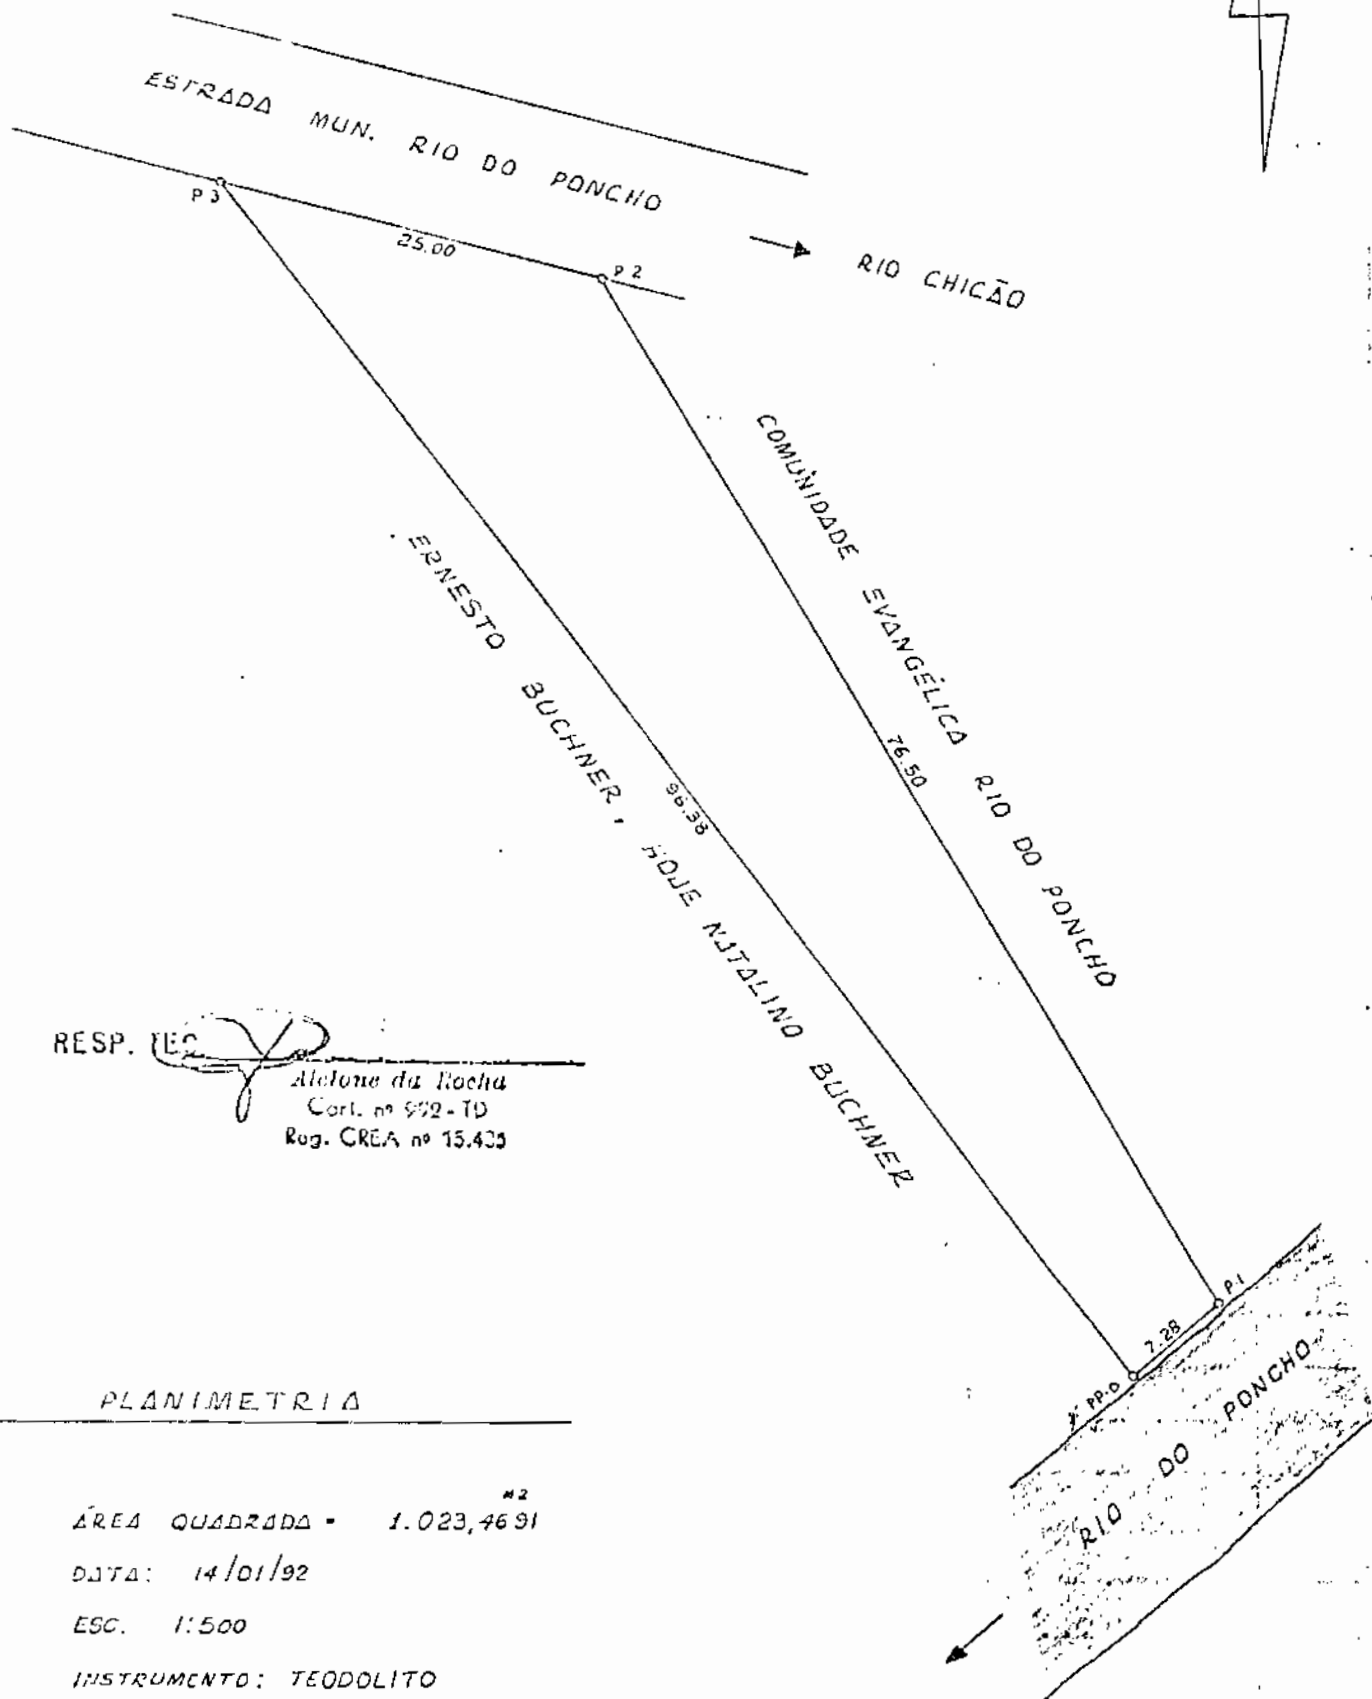 ESTRADA MUN. RIO DO PONCHO
RIO CHICÃO
P3
25.00
P2
COMUNIDADE EVANGÉLICA RIO DO PONCHO
76.50
ERNESTO BUCHNER, HOJE NATALINO BUCHNER
96.38
RESP. TEC
Alcione da Rocha
Cart. nº 992-TD
Reg. CREA nº 15.435
P.1
7.28
PP.0
RIO DO PONCHO
PLANIMETRIA
ÁREA QUADRADA = 1.023,4691 M2
DATA: 14/01/92
ESC. 1:500
INSTRUMENTO: TEODOLITO